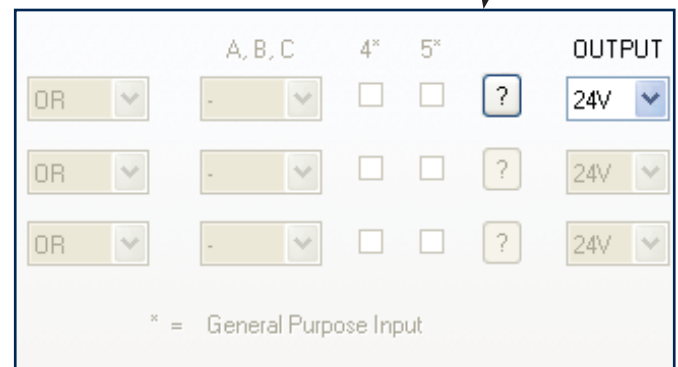 A, B, C 4* 5* OUTPUT
OR - ? 24V
OR - ? 24V
OR - ? 24V
* = General Purpose Input